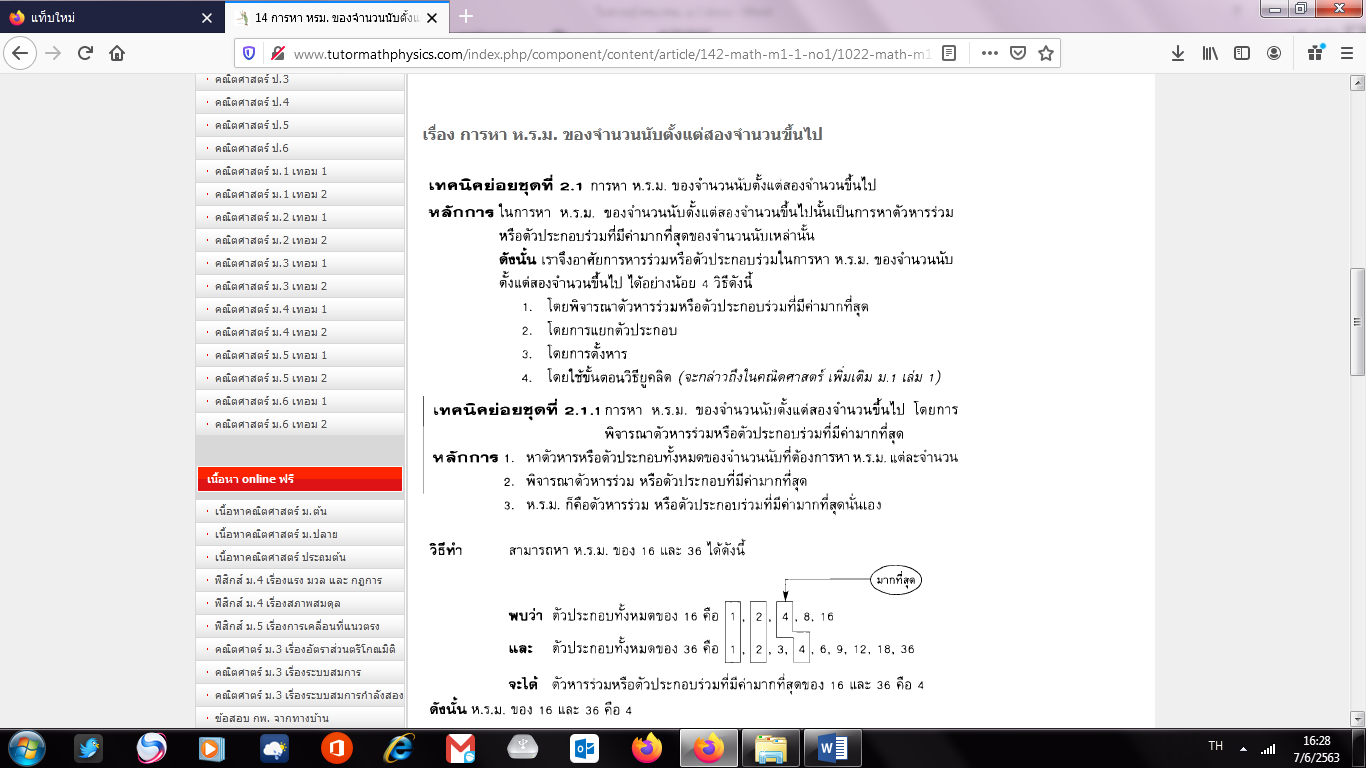 แท็บใหม่
14 การหา หรม. ของจำนวนนับตั้งแ
www.tutormathphysics.com/index.php/component/content/article/142-math-m1-1-no1/1022-math-m1
คณิตศาสตร์ ป.3
คณิตศาสตร์ ป.4
คณิตศาสตร์ ป.5
คณิตศาสตร์ ป.6
คณิตศาสตร์ ม.1 เทอม 1
คณิตศาสตร์ ม.1 เทอม 2
คณิตศาสตร์ ม.2 เทอม 1
คณิตศาสตร์ ม.2 เทอม 2
คณิตศาสตร์ ม.3 เทอม 1
คณิตศาสตร์ ม.3 เทอม 2
คณิตศาสตร์ ม.4 เทอม 1
คณิตศาสตร์ ม.4 เทอม 2
คณิตศาสตร์ ม.5 เทอม 1
คณิตศาสตร์ ม.5 เทอม 2
คณิตศาสตร์ ม.6 เทอม 1
คณิตศาสตร์ ม.6 เทอม 2
เนื้อหา online ฟรี
เนื้อหาคณิตศาสตร์ ม.ต้น
เนื้อหาคณิตศาสตร์ ม.ปลาย
เนื้อหาคณิตศาสตร์ ประถมต้น
ฟิสิกส์ ม.4 เรื่องแรง มวล และ กฎการ
ฟิสิกส์ ม.4 เรื่องสภาพสมดุล
ฟิสิกส์ ม.5 เรื่องการเคลื่อนที่แนวตรง
คณิตศาตร์ ม.3 เรื่องอัตราส่วนตรีโกณมิติ
คณิตศาตร์ ม.3 เรื่องระบบสมการ
คณิตศาตร์ ม.3 เรื่องระบบสมการกำลังสอง
ข้อสอบ กพ. จากทางบ้าน
เรื่อง การหา ห.ร.ม. ของจำนวนนับตั้งแต่สองจำนวนขึ้นไป
เทคนิคย่อยชุดที่ 2.1 การหา ห.ร.ม. ของจำนวนนับตั้งแต่สองจำนวนขึ้นไป
หลักการ ในการหา ห.ร.ม. ของจำนวนนับตั้งแต่สองจำนวนขึ้นไปนั้นเป็นการหาตัวหารร่วม
หรือตัวประกอบร่วมที่มีค่ามากที่สุดของจำนวนนับเหล่านั้น
ดังนั้น เราจึงอาศัยการหารร่วมหรือตัวประกอบร่วมในการหา ห.ร.ม. ของจำนวนนับ
ตั้งแต่สองจำนวนขึ้นไป ได้อย่างน้อย 4 วิธีดังนี้
1. โดยพิจารณาตัวหารร่วมหรือตัวประกอบร่วมที่มีค่ามากที่สุด
2. โดยการแยกตัวประกอบ
3. โดยการตั้งหาร
4. โดยใช้ขั้นตอนวิธียูคลิด (จะกล่าวถึงในคณิตศาสตร์ เพิ่มเติม ม.1 เล่ม 1)
เทคนิคย่อยชุดที่ 2.1.1 การหา ห.ร.ม. ของจำนวนนับตั้งแต่สองจำนวนขึ้นไป โดยการ
พิจารณาตัวหารร่วมหรือตัวประกอบร่วมที่มีค่ามากที่สุด
หลักการ 1. หาตัวหารหรือตัวประกอบทั้งหมดของจำนวนนับที่ต้องการหา ห.ร.ม. แต่ละจำนวน
2. พิจารณาตัวหารร่วม หรือตัวประกอบที่มีค่ามากที่สุด
3. ห.ร.ม. ก็คือตัวหารร่วม หรือตัวประกอบร่วมที่มีค่ามากที่สุดนั่นเอง
วิธีทำ สามารถหา ห.ร.ม. ของ 16 และ 36 ได้ดังนี้
มากที่สุด
พบว่า ตัวประกอบทั้งหมดของ 16 คือ 1, 2, 4, 8, 16
และ ตัวประกอบทั้งหมดของ 36 คือ 1, 2, 3, 4, 6, 9, 12, 18, 36
จะได้ ตัวหารร่วมหรือตัวประกอบร่วมที่มีค่ามากที่สุดของ 16 และ 36 คือ 4
ดังนั้น ห.ร.ม. ของ 16 และ 36 คือ 4
TH
16:28
7/6/2563